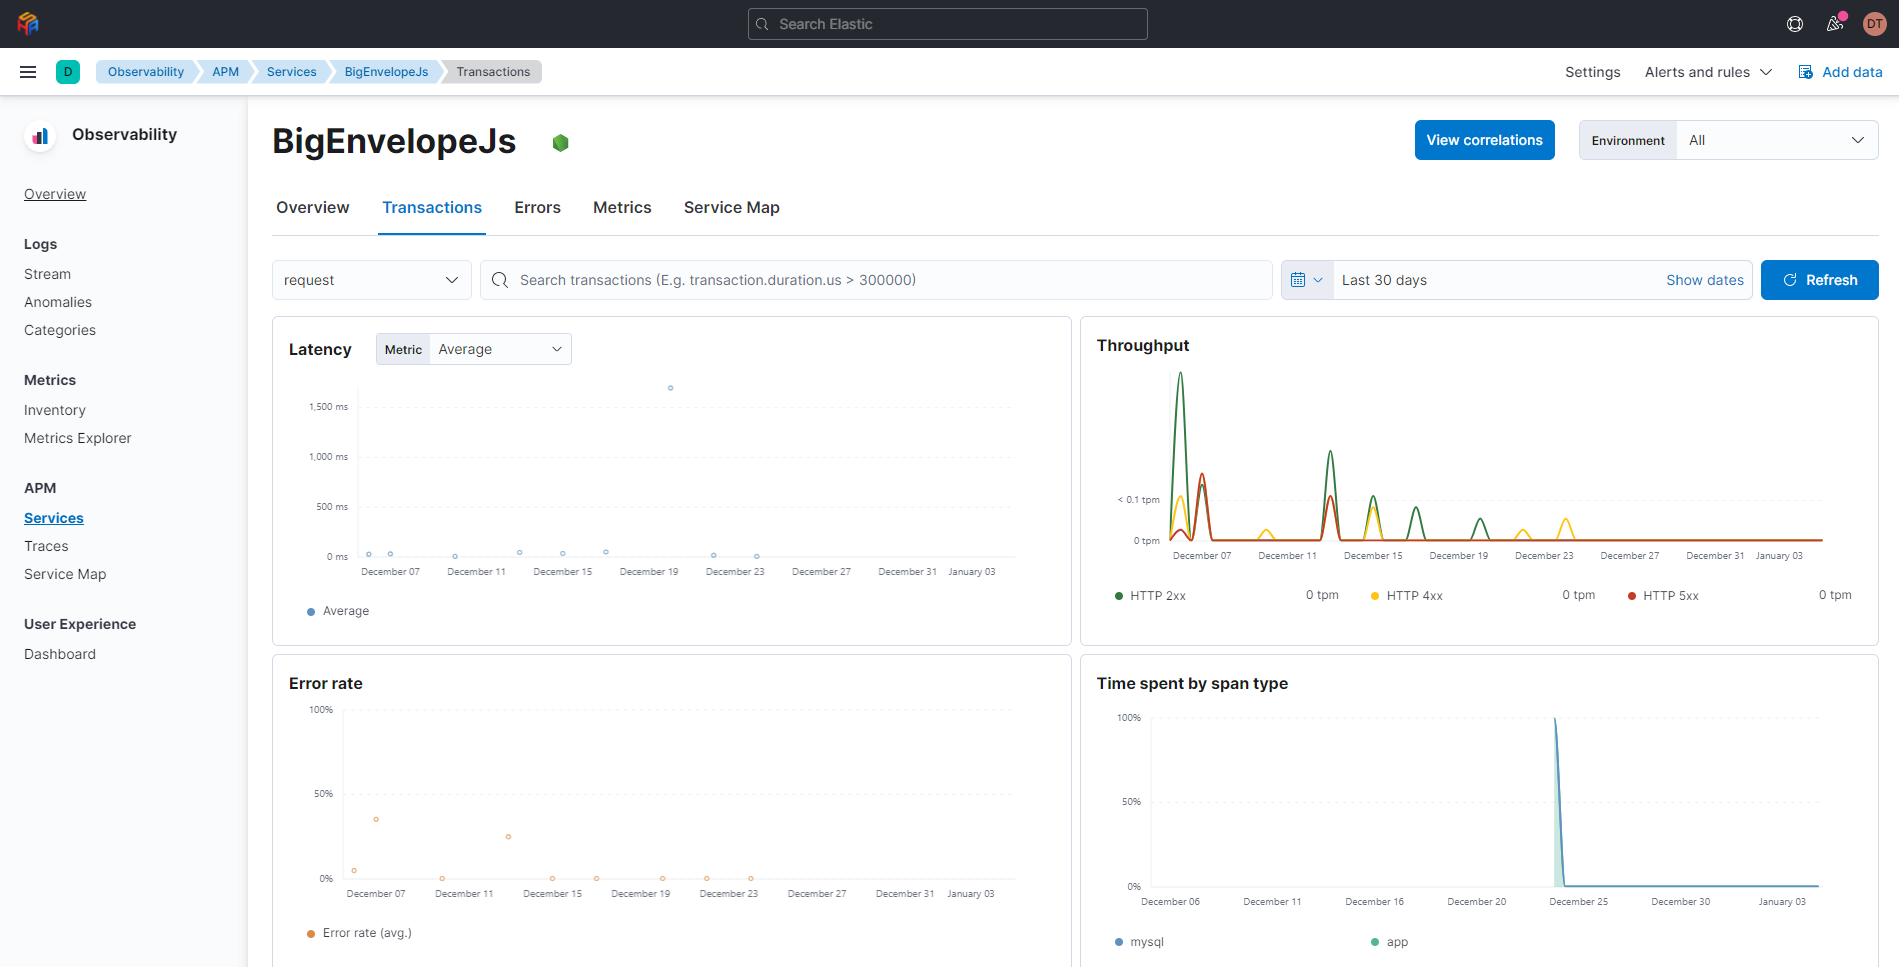 Search Elastic
DT
D
Observability
APM
Services
BigEnvelopeJs
Transactions
Settings
Alerts and rules
Add data
Observability
Overview
Logs
Stream
Anomalies
Categories
Metrics
Inventory
Metrics Explorer
APM
Services
Traces
Service Map
User Experience
Dashboard
BigEnvelopeJs
View correlations
Environment
All
Overview
Transactions
Errors
Metrics
Service Map
request
Search transactions (E.g. transaction.duration.us > 300000)
Last 30 days
Show dates
Refresh
Latency
Metric
Average
1,500 ms
1,000 ms
500 ms
0 ms
December 07
December 11
December 15
December 19
December 23
December 27
December 31
January 03
Average
Throughput
< 0.1 tpm
0 tpm
December 07
December 11
December 15
December 19
December 23
December 27
December 31
January 03
HTTP 2xx
0 tpm
HTTP 4xx
0 tpm
HTTP 5xx
0 tpm
Error rate
100%
50%
0%
December 07
December 11
December 15
December 19
December 23
December 27
December 31
January 03
Error rate (avg.)
Time spent by span type
100%
50%
0%
December 06
December 11
December 16
December 20
December 25
December 30
January 03
mysql
app